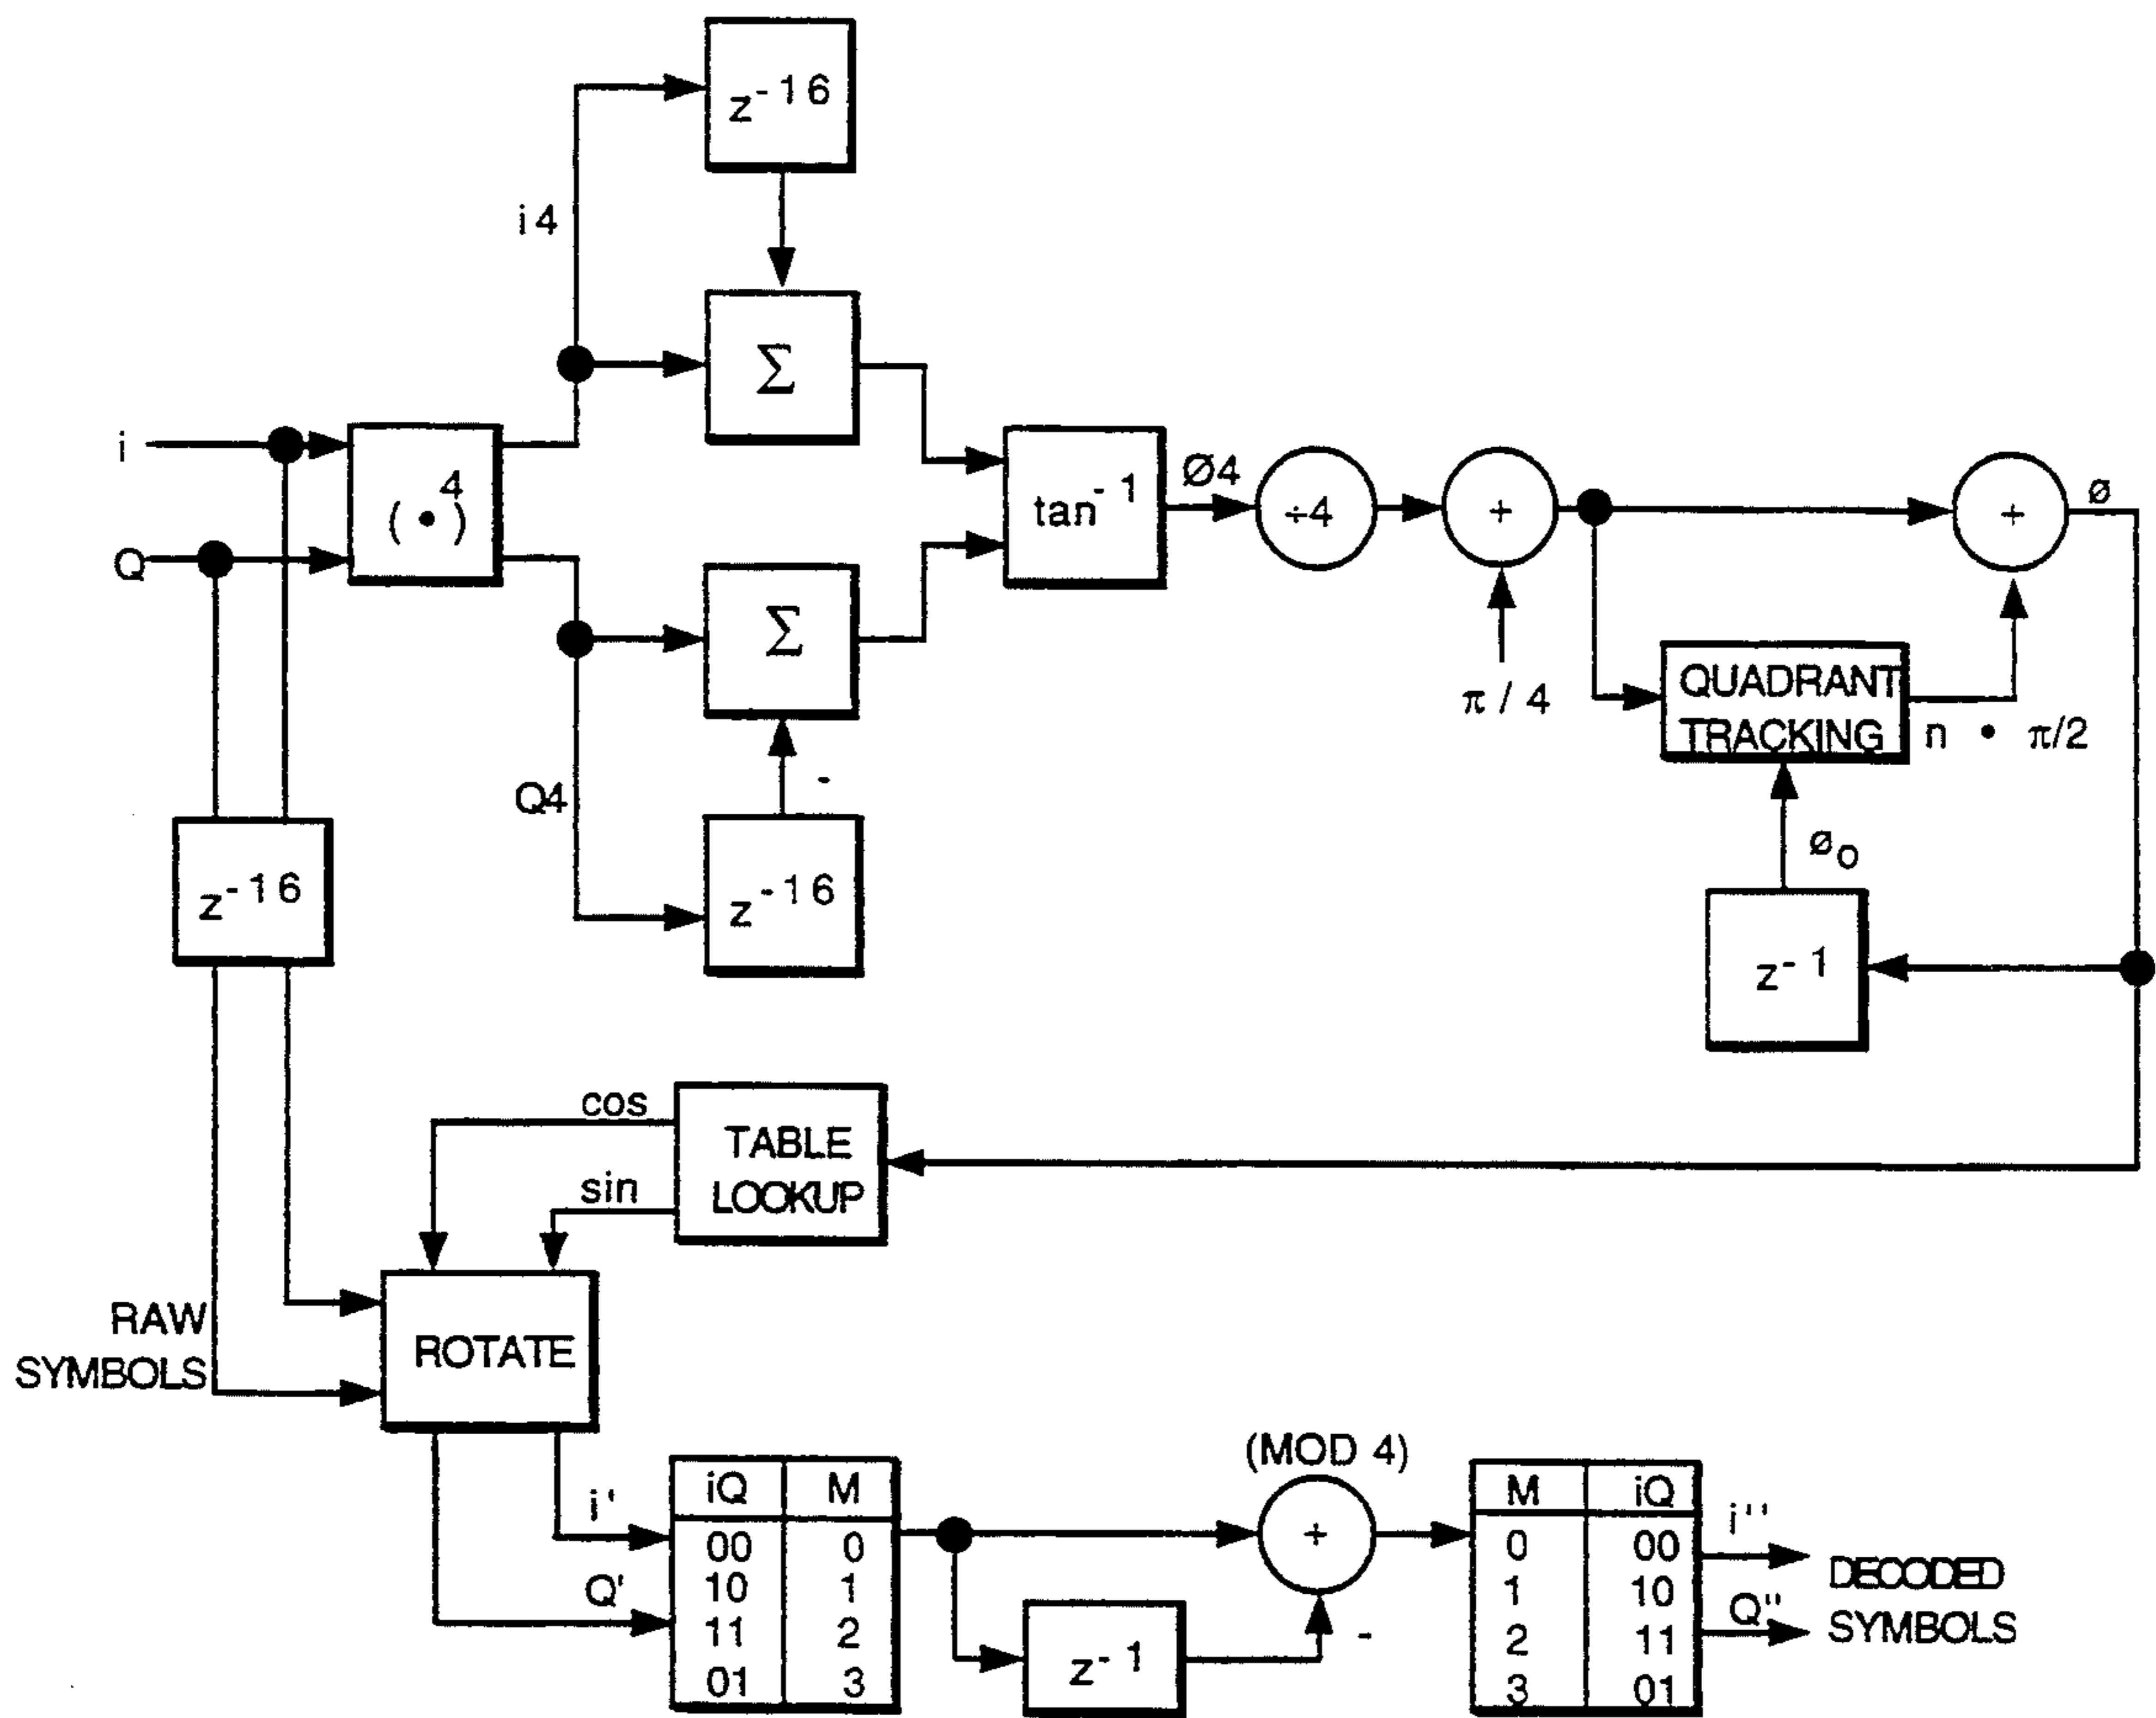 z⁻¹⁶
i4
Σ
i
(•)⁴
Q
tan⁻¹
Ø4
÷4
+
+
ø
π / 4
QUADRANT
TRACKING
n • π/2
Σ
-
Q4
z⁻¹⁶
z⁻¹⁶
ø₀
z⁻¹
cos
sin
TABLE
LOOKUP
RAW
SYMBOLS
ROTATE
i'
Q'
iQ M
00 0
10 1
11 2
01 3
(MOD 4)
+
-
z⁻¹
M iQ
0 00
1 10
2 11
3 01
i''
Q''
DECODED
SYMBOLS